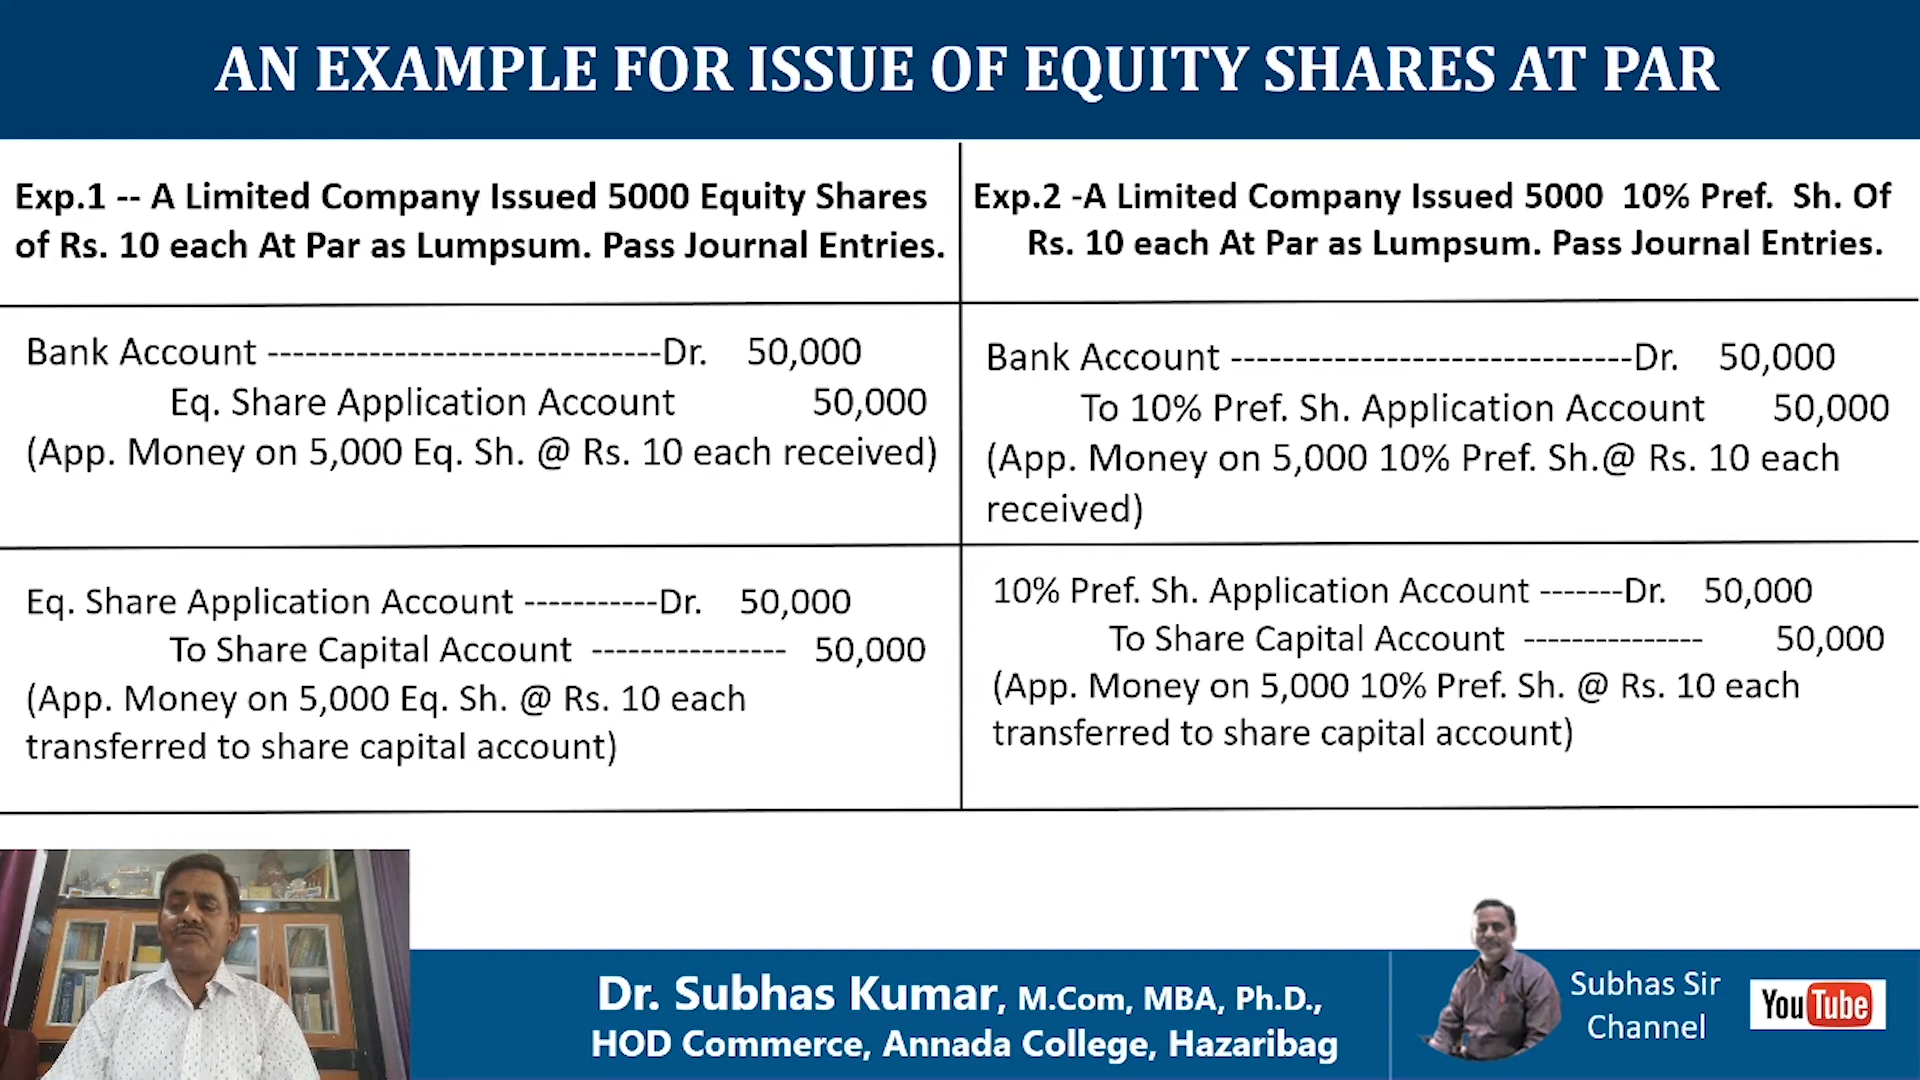 AN EXAMPLE FOR ISSUE OF EQUITY SHARES AT PAR
Exp.1 -- A Limited Company Issued 5000 Equity Shares
of Rs. 10 each At Par as Lumpsum. Pass Journal Entries.
Exp.2 -A Limited Company Issued 5000 10% Pref. Sh. Of
Rs. 10 each At Par as Lumpsum. Pass Journal Entries.
Bank Account -------------------------------Dr. 50,000
Eq. Share Application Account 50,000
(App. Money on 5,000 Eq. Sh. @ Rs. 10 each received)
Bank Account -------------------------------Dr. 50,000
To 10% Pref. Sh. Application Account 50,000
(App. Money on 5,000 10% Pref. Sh.@ Rs. 10 each
received)
Eq. Share Application Account -----------Dr. 50,000
To Share Capital Account ---------------- 50,000
(App. Money on 5,000 Eq. Sh. @ Rs. 10 each
transferred to share capital account)
10% Pref. Sh. Application Account -------Dr. 50,000
To Share Capital Account --------------- 50,000
(App. Money on 5,000 10% Pref. Sh. @ Rs. 10 each
transferred to share capital account)
Dr. Subhas Kumar, M.Com, MBA, Ph.D.,
HOD Commerce, Annada College, Hazaribag
Subhas Sir
Channel
YouTube